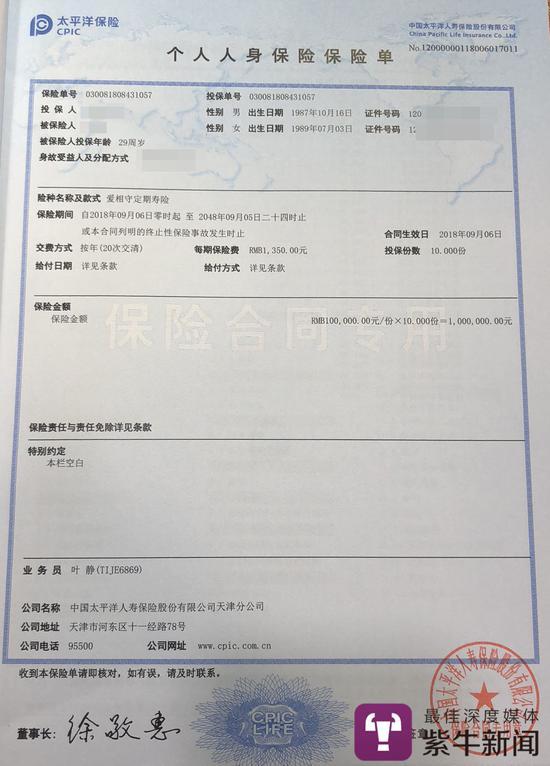 太平洋保险
CPIC
中国太平洋人寿保险股份有限公司
China Pacific Life Insurance Co., Ltd.
个人人身保险保险单
No.12000000118006017011
保险单号 030081808431057 投保单号 030081808431057
投保人 性别 男 出生日期 1987年10月16日 证件号码 120
被保险人 性别 女 出生日期 1989年07月03日 证件号码
被保险人投保年龄 29周岁
身故受益人及分配方式
险种名称及款式 爱相守定期寿险
保险期间 自2018年09月06日零时起 至 2048年09月05日二十四时止
或本合同列明的终止性保险事故发生时止 合同生效日 2018年09月06日
交费方式 按年(20次交清) 每期保险费 RMB1,350.00元 投保份数 10.000份
给付日期 详见条款 给付方式 详见条款
保险金额
保险金额 RMB100,000.00元/份×10.000份=1,000,000.00元
保险合同专用
保险责任与责任免除详见条款
特别约定
本栏空白
业务员 叶 静(TIJE6869)
公司名称 中国太平洋人寿保险股份有限公司天津分公司
公司地址 天津市河东区十一经路78号
公司电话 95500 公司网址 www.cpic.com.cn
收到本保险单请即核对，如有误，请及时联系。
董事长： 徐敬惠
CPIC
LIFE
中国太平洋人寿保险股份有限公司
最佳深度媒体
紫牛新闻